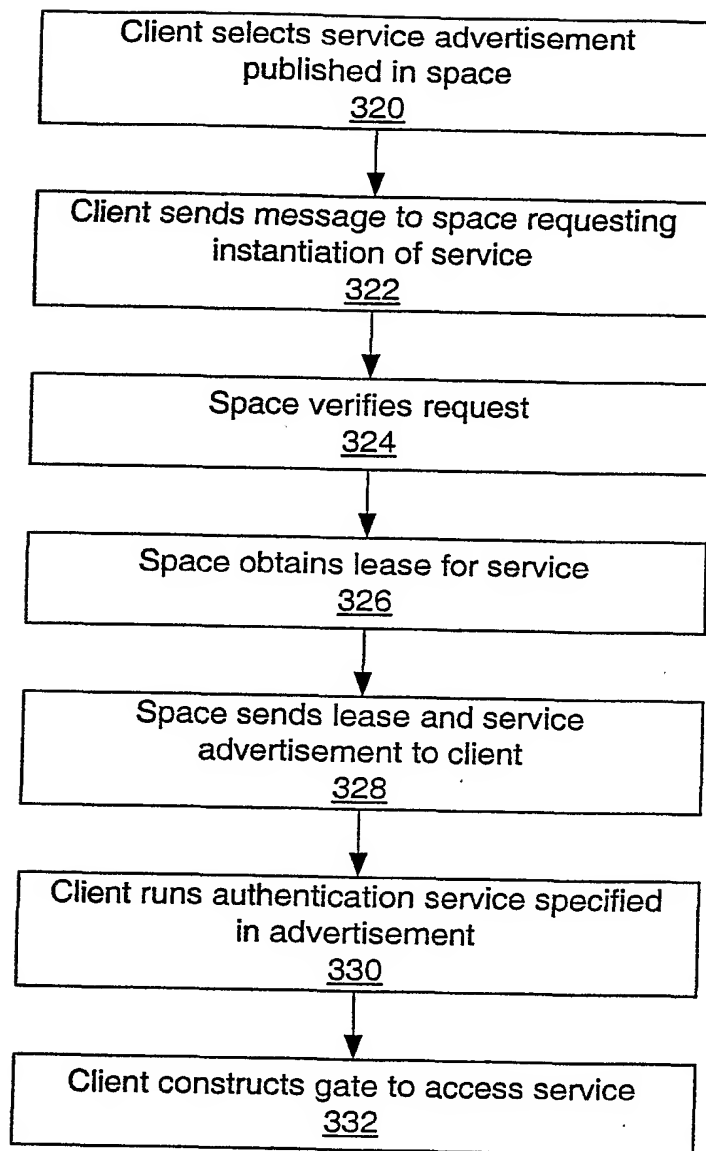 Client selects service advertisement
published in space
320
Client sends message to space requesting
instantiation of service
322
Space verifies request
324
Space obtains lease for service
326
Space sends lease and service
advertisement to client
328
Client runs authentication service specified
in advertisement
330
Client constructs gate to access service
332